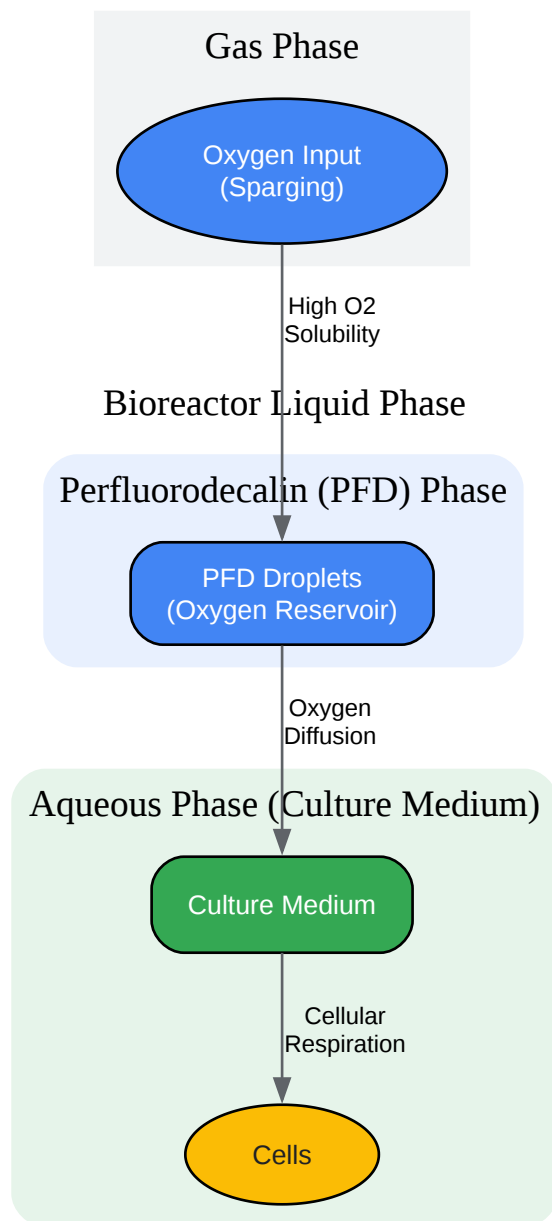 Gas Phase
Oxygen Input
(Sparging)
High O2
Solubility
Bioreactor Liquid Phase
Perfluorodecalin (PFD) Phase
PFD Droplets
(Oxygen Reservoir)
Oxygen
Diffusion
Aqueous Phase (Culture Medium)
Culture Medium
Cellular
Respiration
Cells